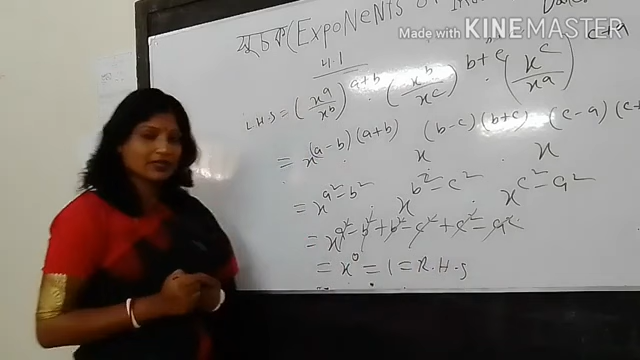 সূচক (Exponents or
Made with KINEMASTER
4.1
L.H.S = (x^a/x^b)^{a+b} . (x^b/x^c)^{b+c} . (x^c/x^a)^{c+a}
= x^{(a-b)(a+b)} . x^{(b-c)(b+c)} . x^{(c-a)(c+
= x^{a²-b²} . x^{b²-c²} . x^{c²-a²}
= x^{a²-b²+b²-c²+c²-a²}
= x^0 = 1 = R.H.S